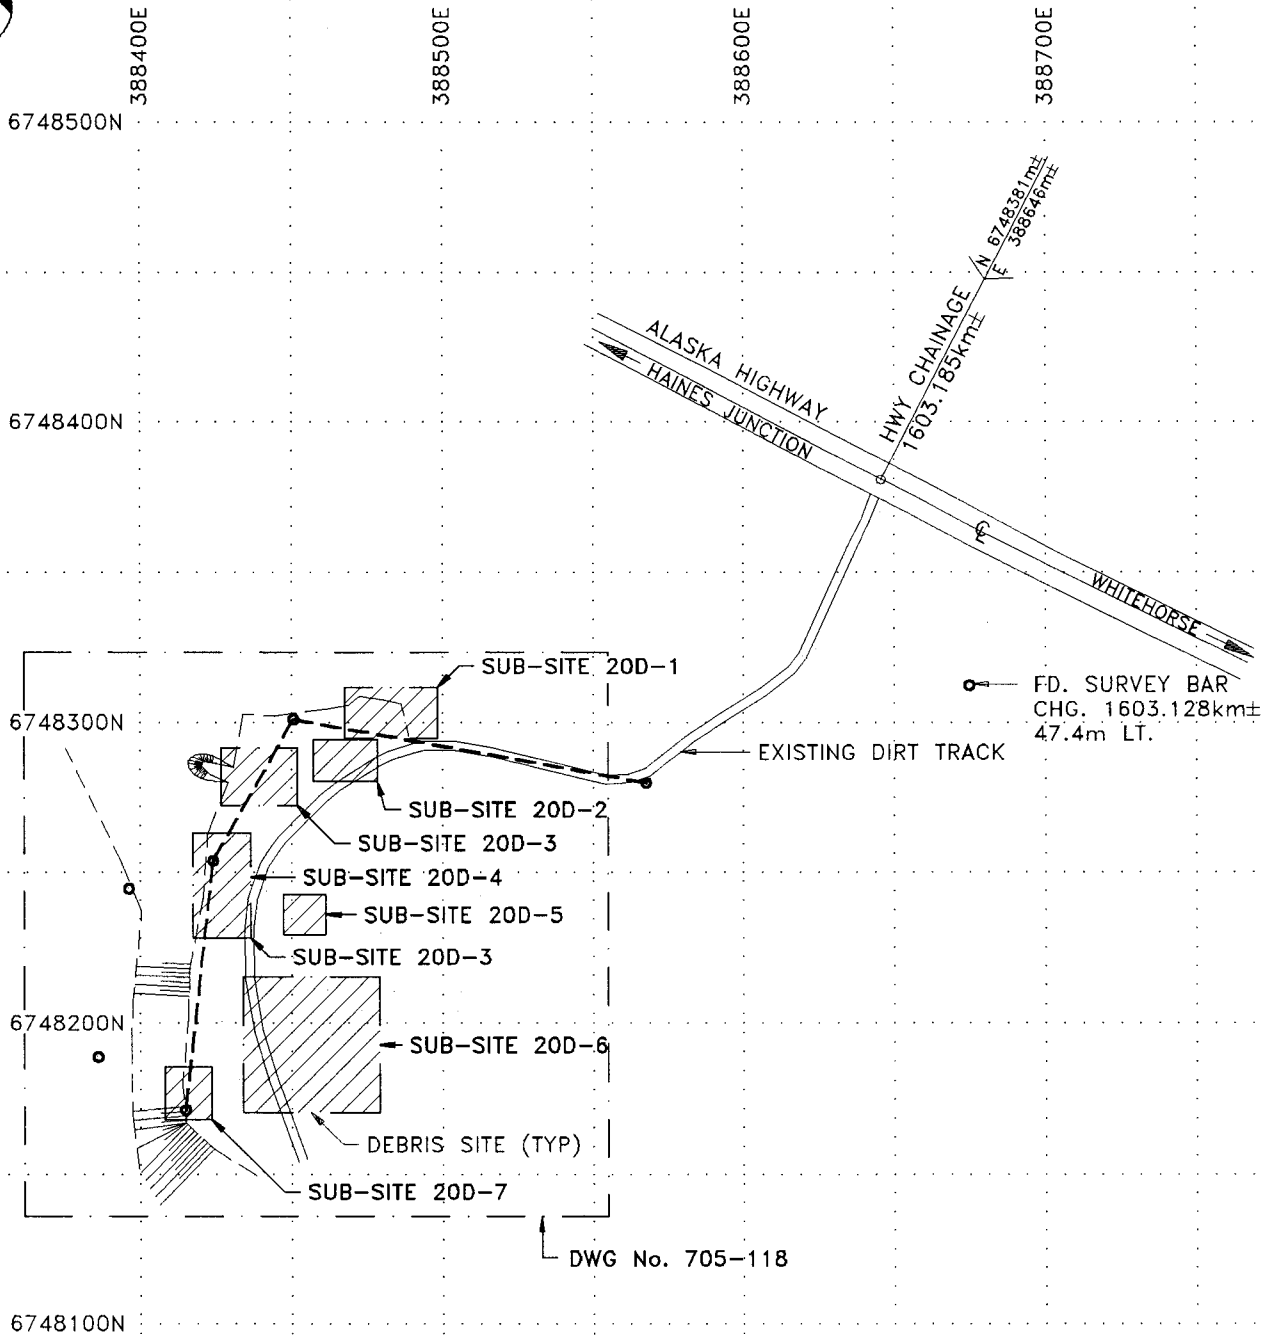 388400E
388500E
388600E
388700E
6748500N
N 6748381m±
E 388646m±
HWY CHAINAGE
1603.185km±
ALASKA HIGHWAY
HAINES JUNCTION
6748400N
℄
WHITEHORSE
SUB-SITE 20D-1
FD. SURVEY BAR
CHG. 1603.128km±
47.4m LT.
6748300N
EXISTING DIRT TRACK
SUB-SITE 20D-2
SUB-SITE 20D-3
SUB-SITE 20D-4
SUB-SITE 20D-5
SUB-SITE 20D-3
6748200N
SUB-SITE 20D-6
DEBRIS SITE (TYP)
SUB-SITE 20D-7
DWG No. 705-118
6748100N